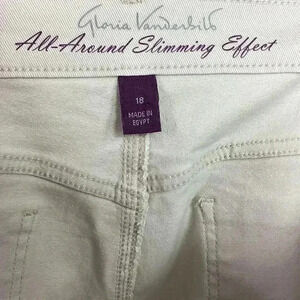 Gloria Vanderbilt
All-Around Slimming Effect
18
MADE IN
EGYPT